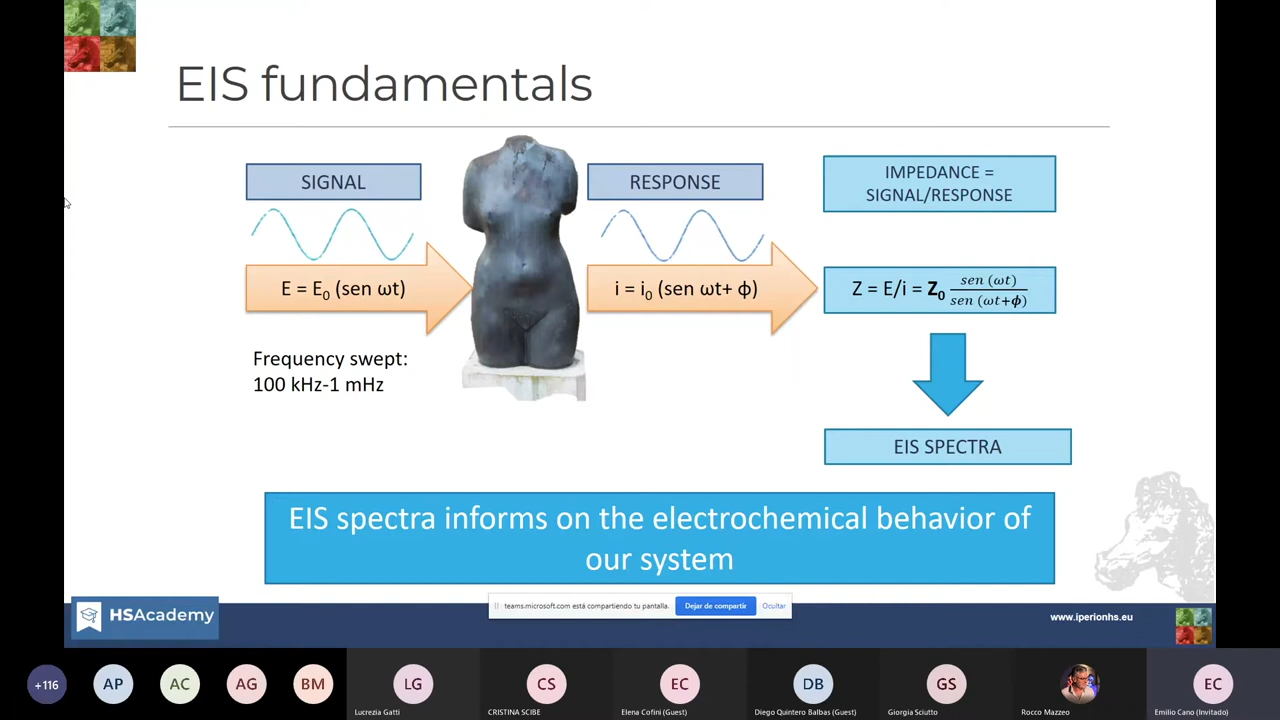 EIS fundamentals
SIGNAL
RESPONSE
IMPEDANCE =
SIGNAL/RESPONSE
E = E₀ (sen ωt)
i = i₀ (sen ωt+ ϕ)
Z = E/i = Z₀ sen (ωt) / sen (ωt+ϕ)
Frequency swept:
100 kHz-1 mHz
EIS SPECTRA
EIS spectra informs on the electrochemical behavior of
our system
teams.microsoft.com está compartiendo tu pantalla.
Dejar de compartir
Ocultar
HSAcademy
www.iperionhs.eu
+116
AP
AC
AG
BM
LG
CS
EC
DB
GS
EC
Lucrezia Gatti
CRISTINA SCIBE
Elena Cofini (Guest)
Diego Quintero Balbas (Guest)
Giorgia Sciutto
Rocco Mazzeo
Emilio Cano (Invitado)